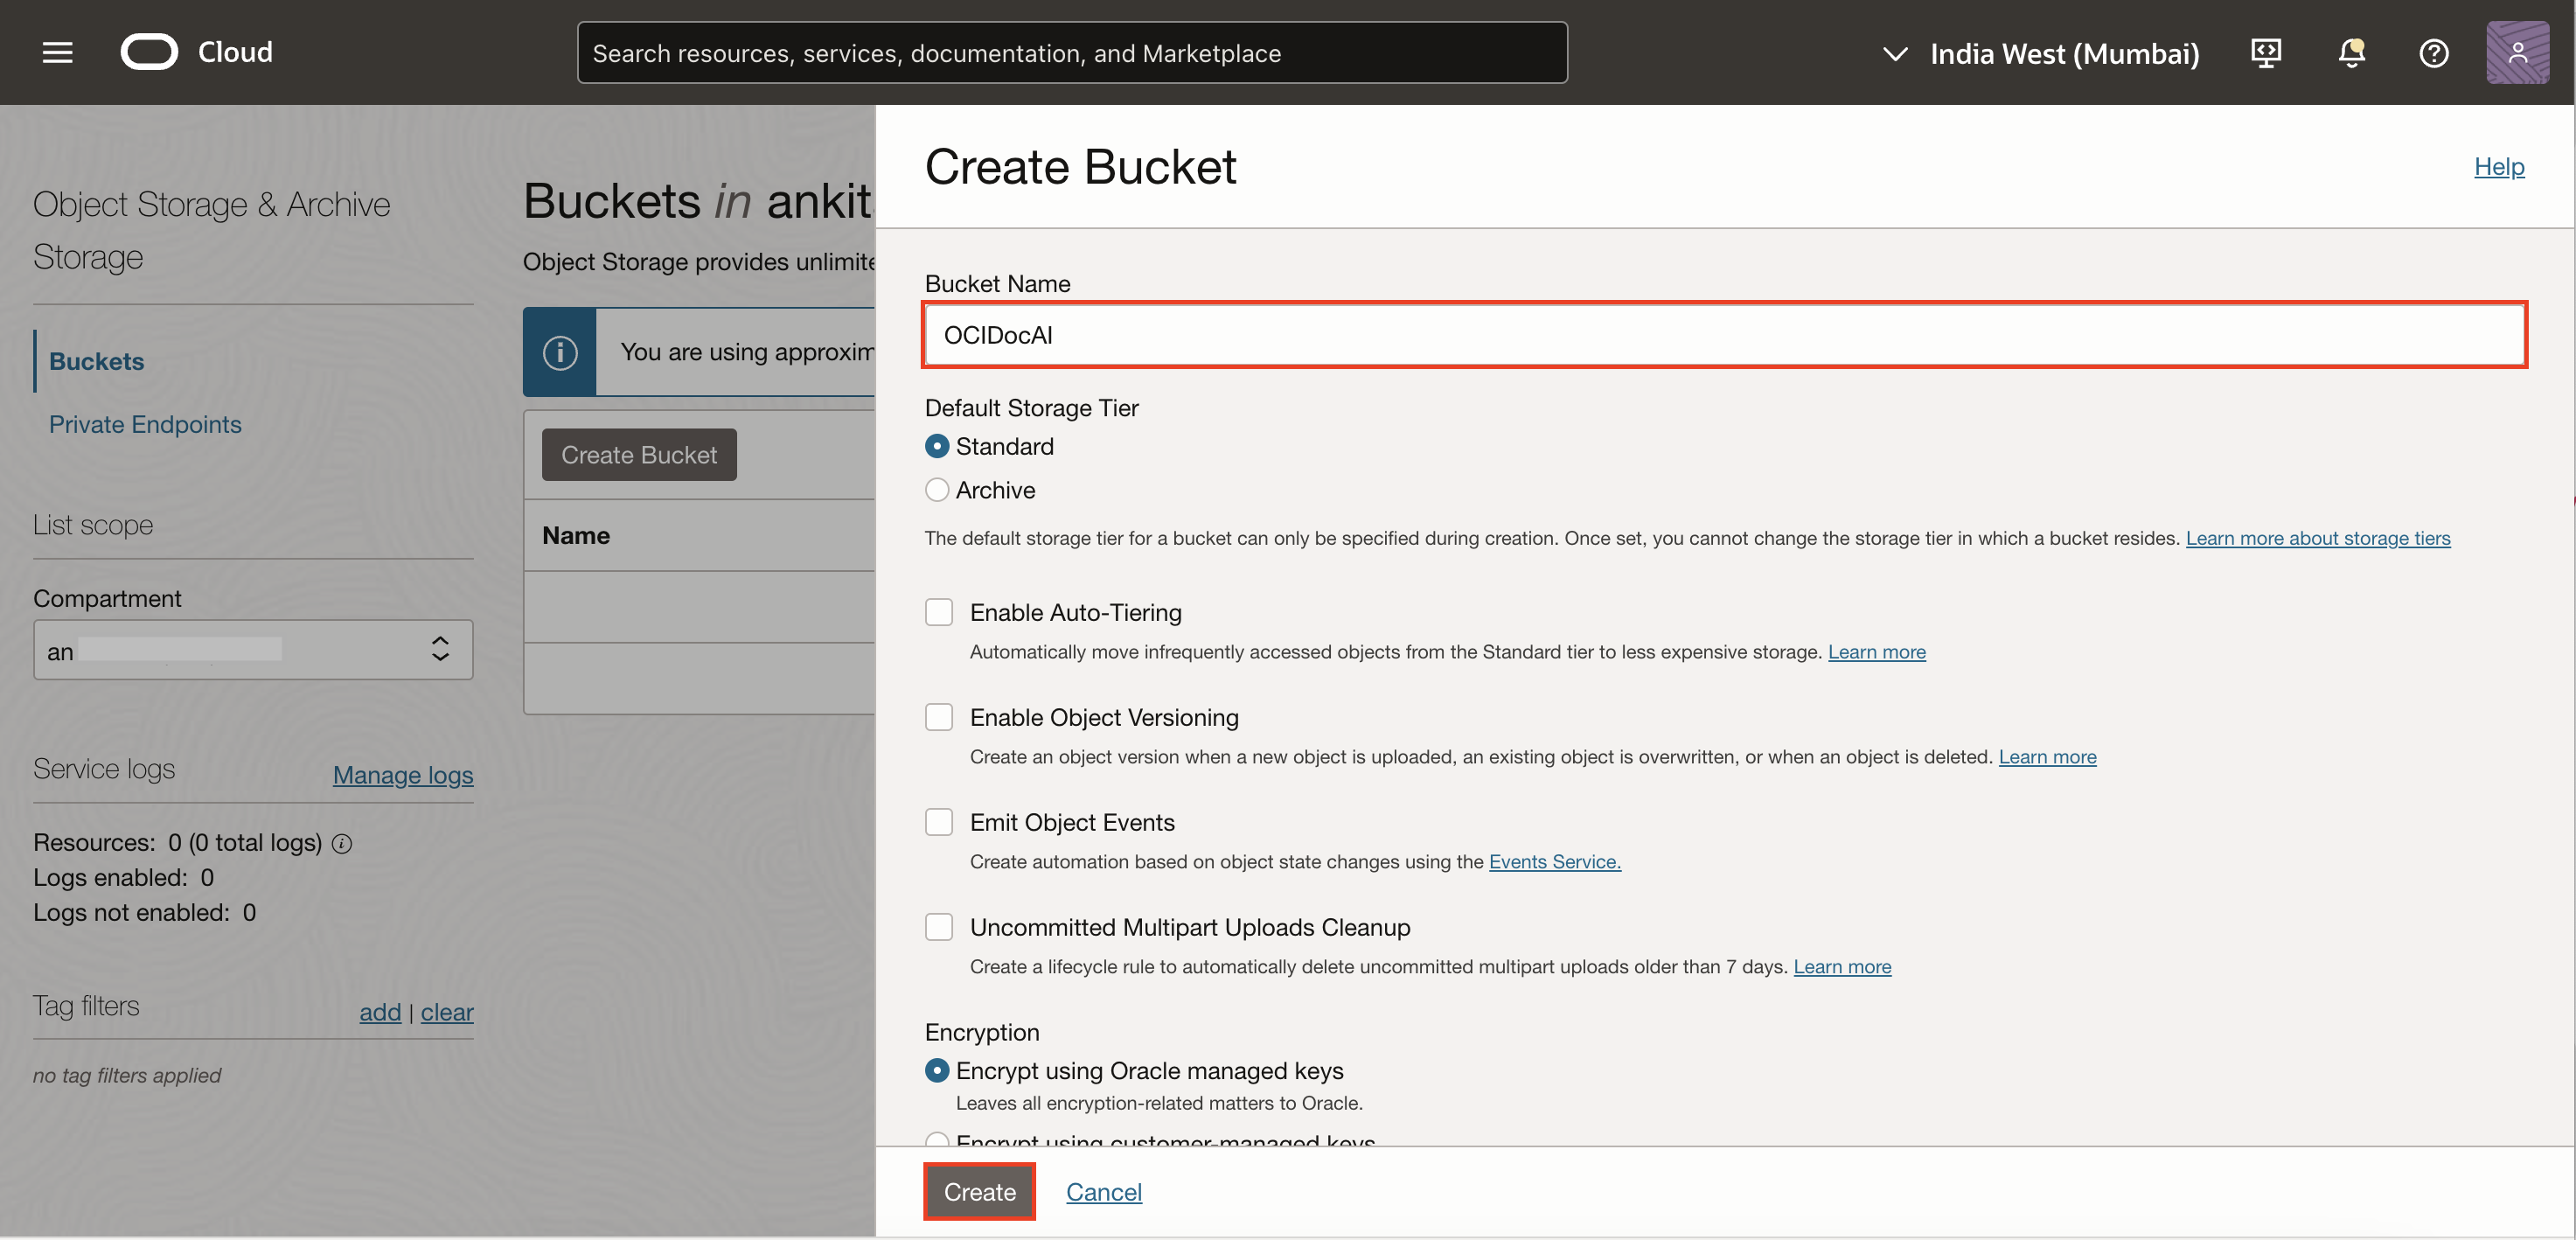 Cloud
Search resources, services, documentation, and Marketplace
India West (Mumbai)
Object Storage & Archive
Storage
Buckets
Private Endpoints
List scope
Compartment
an
Service logs
Manage logs
Resources: 0 (0 total logs)
Logs enabled: 0
Logs not enabled: 0
Tag filters
add | clear
no tag filters applied
Buckets in ankit
Object Storage provides unlimite
You are using approxim
Create Bucket
Name
Create Bucket
Help
Bucket Name
OCIDocAI
Default Storage Tier
Standard
Archive
The default storage tier for a bucket can only be specified during creation. Once set, you cannot change the storage tier in which a bucket resides. Learn more about storage tiers
Enable Auto-Tiering
Automatically move infrequently accessed objects from the Standard tier to less expensive storage. Learn more
Enable Object Versioning
Create an object version when a new object is uploaded, an existing object is overwritten, or when an object is deleted. Learn more
Emit Object Events
Create automation based on object state changes using the Events Service.
Uncommitted Multipart Uploads Cleanup
Create a lifecycle rule to automatically delete uncommitted multipart uploads older than 7 days. Learn more
Encryption
Encrypt using Oracle managed keys
Leaves all encryption-related matters to Oracle.
Encrypt using customer-managed keys
Create
Cancel